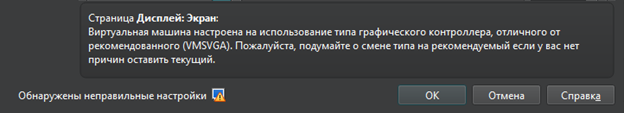 Страница Дисплей: Экран:
Виртуальная машина настроена на использование типа графического контроллера, отличного от
рекомендованного (VMSVGA). Пожалуйста, подумайте о смене типа на рекомендуемый если у вас нет
причин оставить текущий.
Обнаружены неправильные настройки
ОК
Отмена
Справка